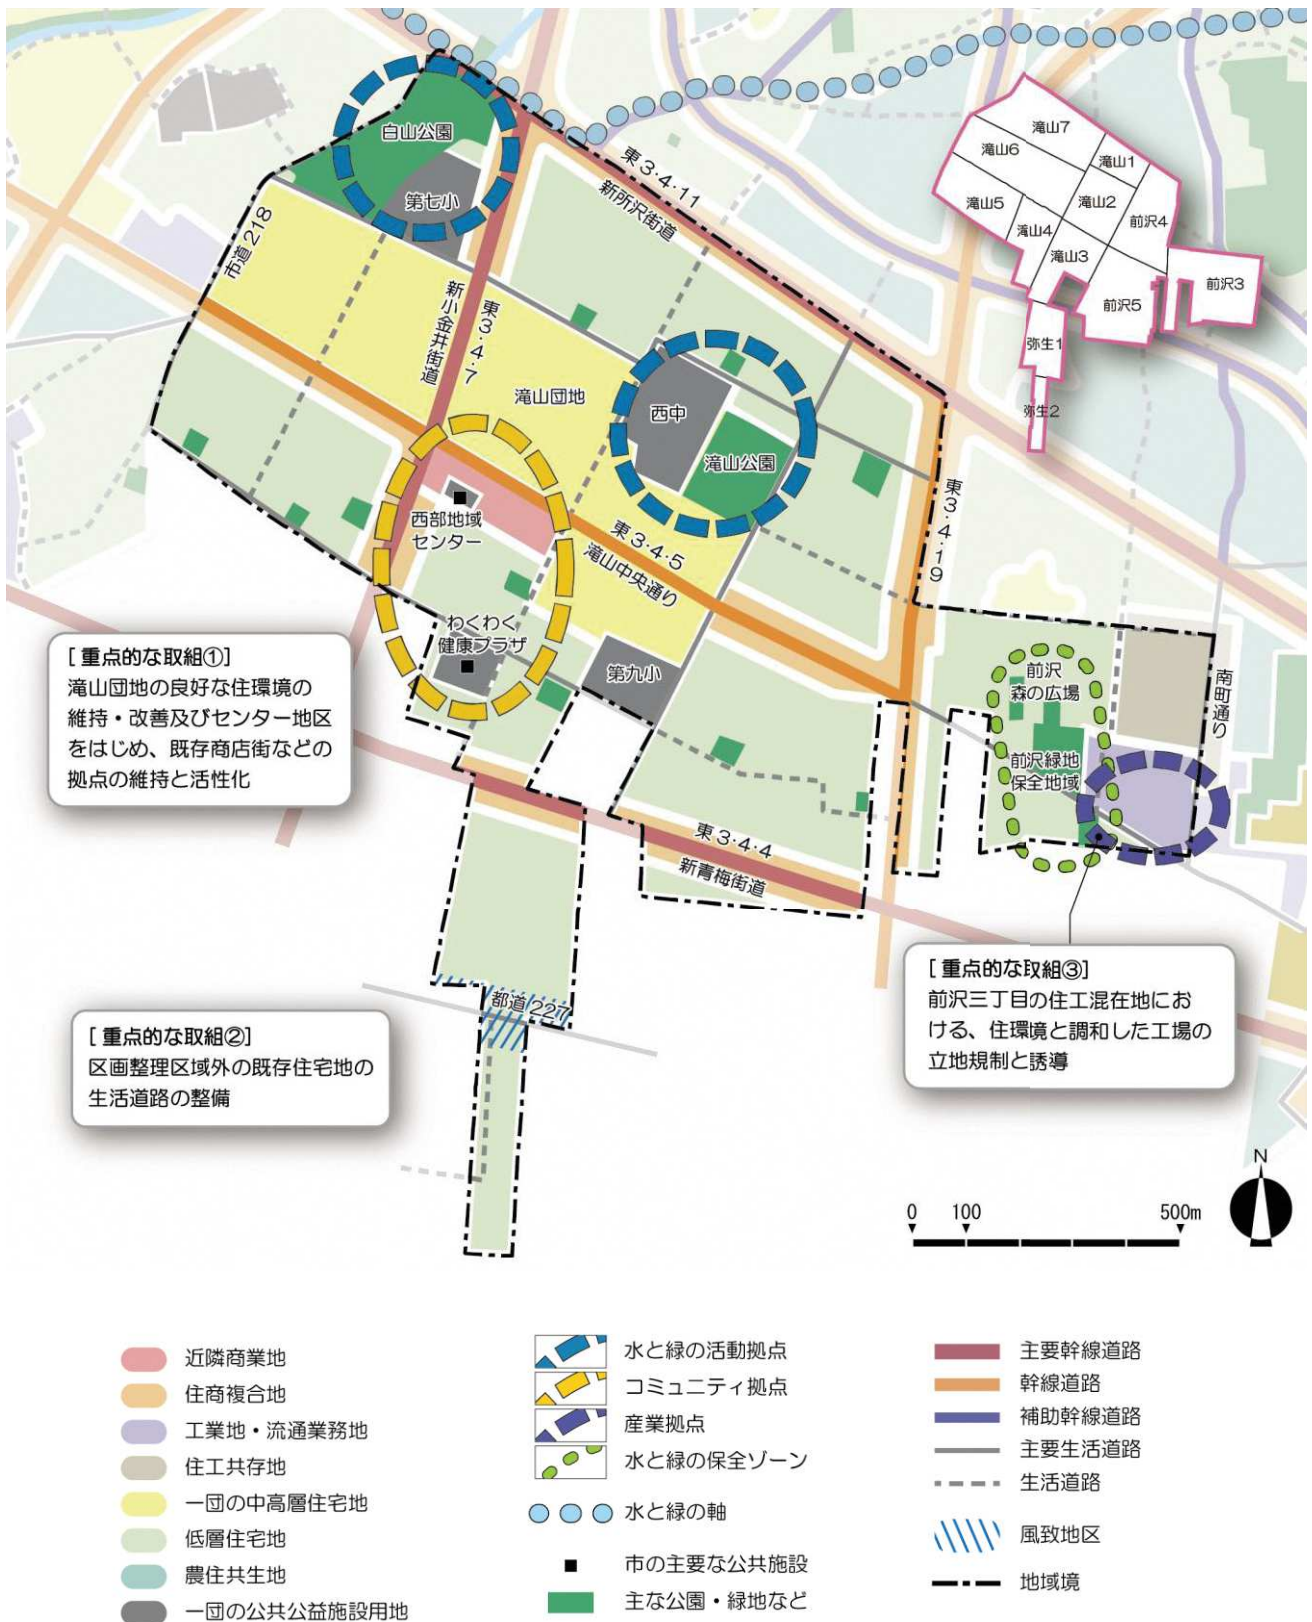 白山公園
第七小
市道218
東3・4・11
新所沢街道
東3・4・7
新小金井街道
滝山団地
西中
滝山公園
西部地域
センター
東3・4・5
滝山中央通り
東3・4・19
わくわく
健康プラザ
第九小
前沢
森の広場
前沢緑地
保全地域
南町通り
東3・4・4
新青梅街道
都道227
滝山7
滝山6
滝山1
滝山5
滝山2
滝山4
前沢4
滝山3
前沢3
前沢5
弥生1
弥生2
[重点的な取組①]
滝山団地の良好な住環境の
維持・改善及びセンター地区
をはじめ、既存商店街などの
拠点の維持と活性化
[重点的な取組②]
区画整理区域外の既存住宅地の
生活道路の整備
[重点的な取組③]
前沢三丁目の住工混在地にお
ける、住環境と調和した工場の
立地規制と誘導
N
0 100 500m
近隣商業地
住商複合地
工業地・流通業務地
住工共存地
一団の中高層住宅地
低層住宅地
農住共生地
一団の公共公益施設用地
水と緑の活動拠点
コミュニティ拠点
産業拠点
水と緑の保全ゾーン
水と緑の軸
市の主要な公共施設
主な公園・緑地など
主要幹線道路
幹線道路
補助幹線道路
主要生活道路
生活道路
風致地区
地域境